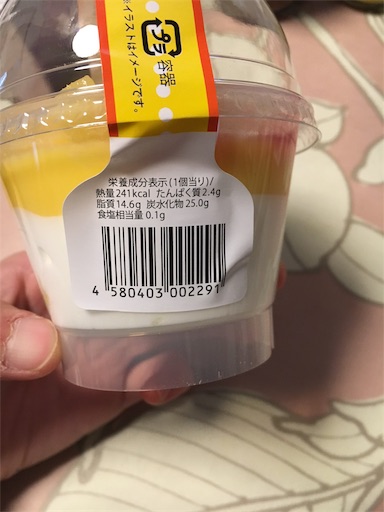 ※イラストはイメージです。
プラ
容器
栄養成分表示(1個当り)/
熱量241kcal たんぱく質2.4g
脂質14.6g 炭水化物25.0g
食塩相当量0.1g
4 580403 002291